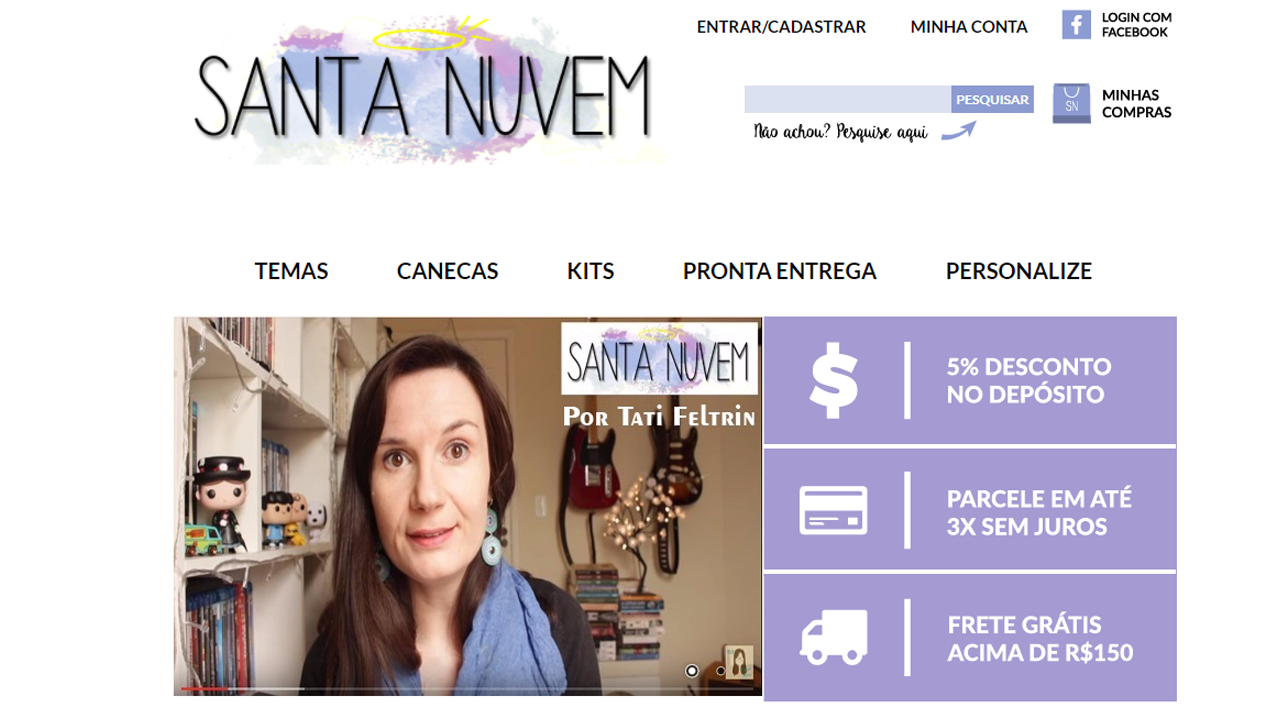 SANTA NUVEM
ENTRAR/CADASTRAR
MINHA CONTA
LOGIN COM
FACEBOOK
PESQUISAR
Não achou? Pesquise aqui
SN
MINHAS
COMPRAS
TEMAS
CANECAS
KITS
PRONTA ENTREGA
PERSONALIZE
SANTA NUVEM
Por Tati Feltrin
5% DESCONTO
NO DEPÓSITO
PARCELE EM ATÉ
3X SEM JUROS
FRETE GRÁTIS
ACIMA DE R$150